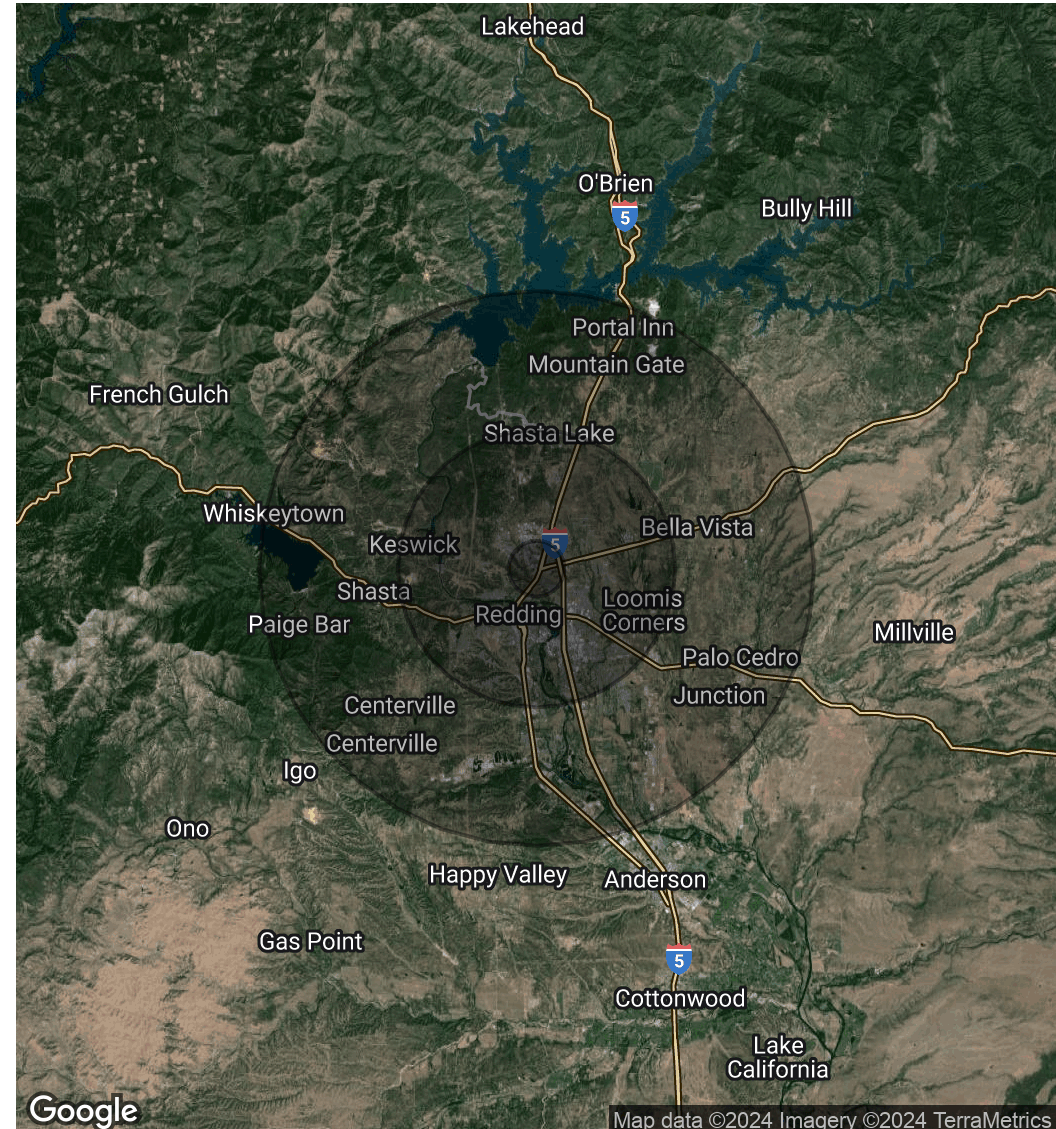 Lakehead
O'Brien
5
Bully Hill
Portal Inn
Mountain Gate
French Gulch
Shasta Lake
Whiskeytown
Bella Vista
Keswick
5
Shasta
Loomis
Corners
Redding
Paige Bar
Millville
Palo Cedro
Junction
Centerville
Centerville
Igo
Ono
Happy Valley
Anderson
Gas Point
5
Cottonwood
Lake
California
Google
Map data ©2024 Imagery ©2024 TerraMetrics